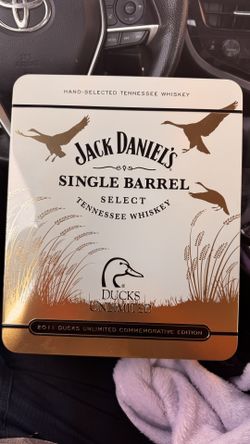 HAND-SELECTED TENNESSEE WHISKEY
JACK DANIEL'S
SINGLE BARREL
SELECT
TENNESSEE WHISKEY
DUCKS
UNLIMITED
2011 DUCKS UNLIMITED COMMEMORATIVE EDITION